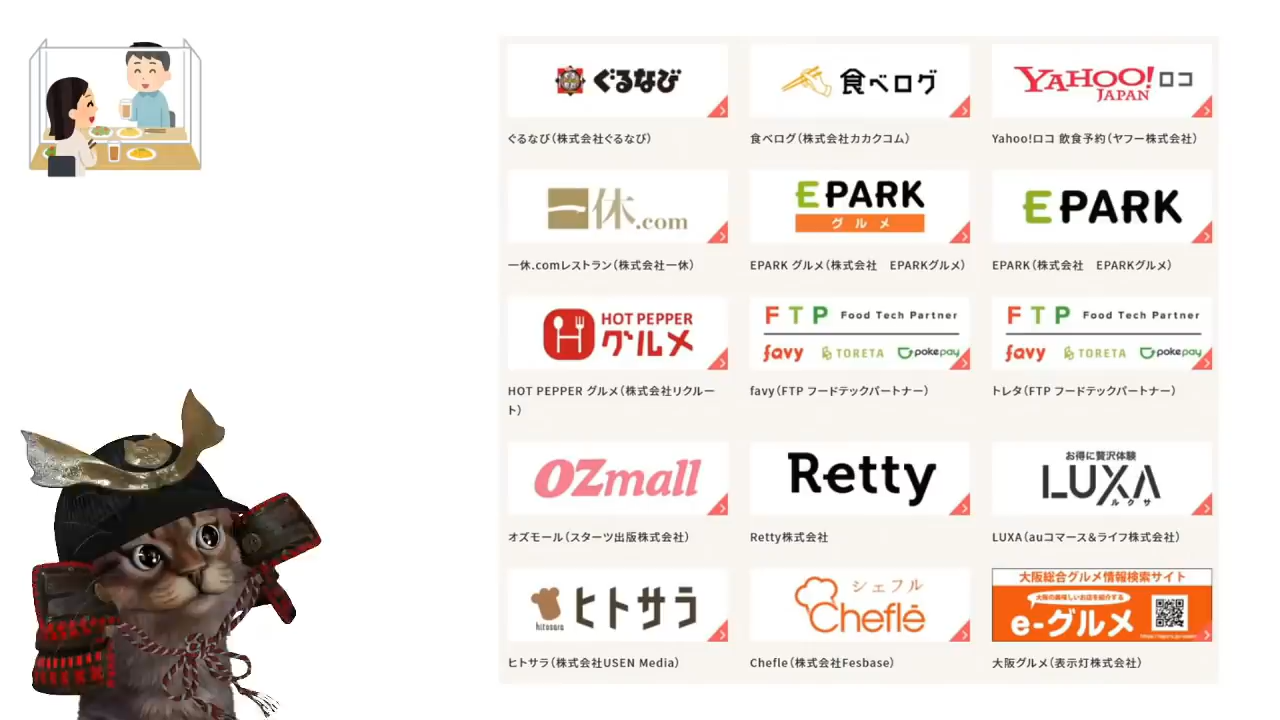 ぐるなび
食べログ
YAHOO! JAPAN ロコ
ぐるなび(株式会社ぐるなび)
食べログ(株式会社カカクコム)
Yahoo!ロコ 飲食予約(ヤフー株式会社)
一休.com
EPARK
グルメ
EPARK
一休.comレストラン(株式会社一休)
EPARK グルメ(株式会社　EPARKグルメ)
EPARK(株式会社　EPARKグルメ)
HOT PEPPER
グルメ
FTP Food Tech Partner
favy TORETA pokepay
FTP Food Tech Partner
favy TORETA pokepay
HOT PEPPER グルメ(株式会社リクルー
ト)
favy(FTP フードテックパートナー)
トレタ(FTP フードテックパートナー)
OZmall
Retty
お得に贅沢体験
LUXA
ルクサ
オズモール(スターツ出版株式会社)
Retty株式会社
LUXA(auコマース&ライフ株式会社)
hitosara ヒトサラ
シェフル
Cheflē
大阪総合グルメ情報検索サイト
大阪の美味しいお店を紹介する
e-グルメ
ヒトサラ(株式会社USEN Media)
Chefle(株式会社Fesbase)
大阪グルメ(表示灯株式会社)